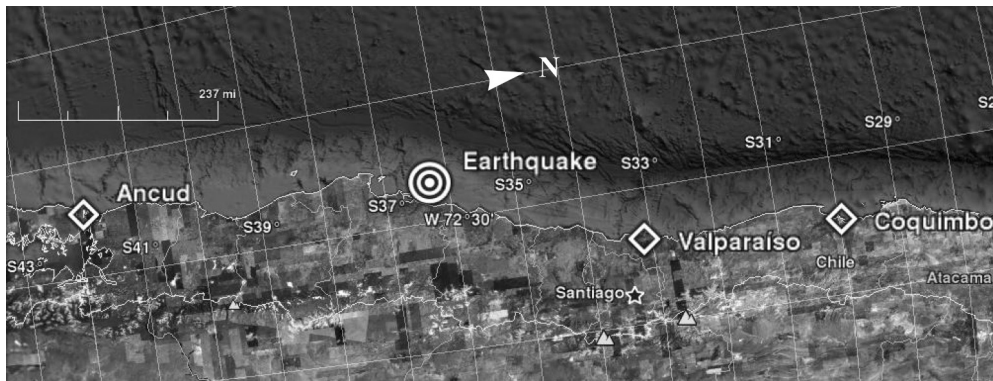 N
237 mi
S2
S29°
S31°
S33°
Earthquake
S35°
Ancud
S37°
W 72°30'
S39°
S41°
S43°
Valparaíso
Coquimbo
Chile
Atacama
Santiago